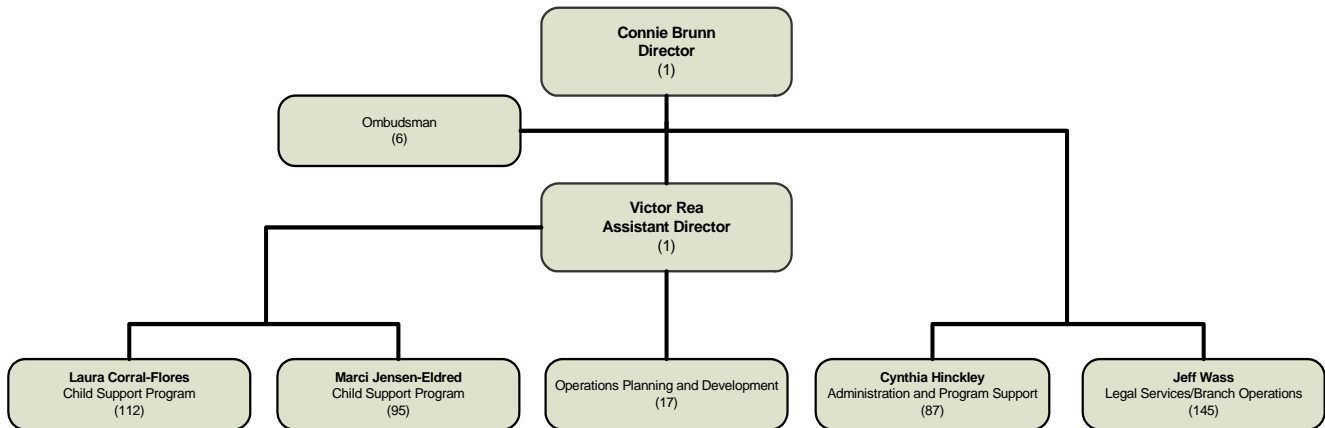 Connie Brunn
Director
(1)
Ombudsman
(6)
Victor Rea
Assistant Director
(1)
Laura Corral-Flores
Child Support Program
(112)
Marci Jensen-Eldred
Child Support Program
(95)
Operations Planning and Development
(17)
Cynthia Hinckley
Administration and Program Support
(87)
Jeff Wass
Legal Services/Branch Operations
(145)